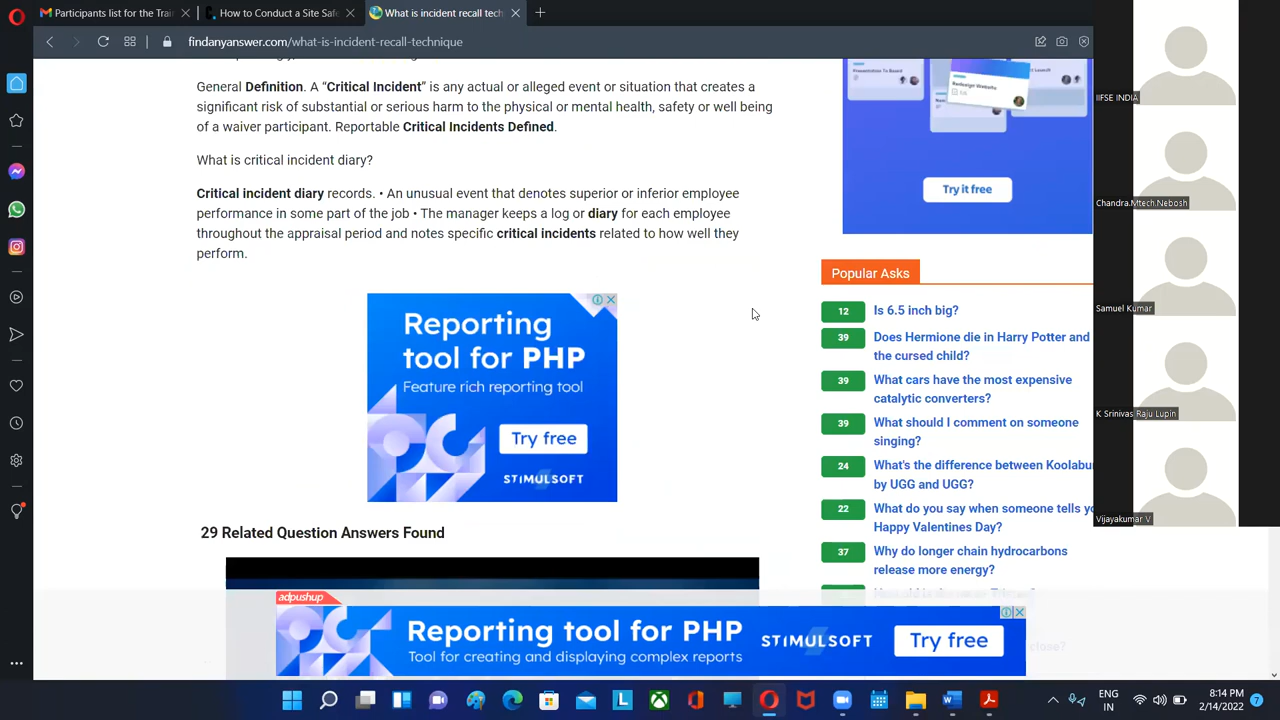 Participants list for the Train
How to Conduct a Site Safe
What is incident recall tech
findanyanswer.com/what-is-incident-recall-technique
General Definition. A “Critical Incident” is any actual or alleged event or situation that creates a
significant risk of substantial or serious harm to the physical or mental health, safety or well being
of a waiver participant. Reportable Critical Incidents Defined.
What is critical incident diary?
Critical incident diary records. • An unusual event that denotes superior or inferior employee
performance in some part of the job • The manager keeps a log or diary for each employee
throughout the appraisal period and notes specific critical incidents related to how well they
perform.
Reporting
tool for PHP
Feature rich reporting tool
Try free
STIMULSOFT
29 Related Question Answers Found
Redesign Website
Try it free
Popular Asks
12 Is 6.5 inch big?
39 Does Hermione die in Harry Potter and
the cursed child?
39 What cars have the most expensive
catalytic converters?
39 What should I comment on someone
singing?
24 What's the difference between Koolabur
by UGG and UGG?
22 What do you say when someone tells yo
Happy Valentines Day?
37 Why do longer chain hydrocarbons
release more energy?
close?
adpushup
Reporting tool for PHP
Tool for creating and displaying complex reports
STIMULSOFT
Try free
IIFSE INDIA
Chandra.Mtech.Nebosh
Samuel Kumar
K Srinivas Raju Lupin
Vijayakumar V
ENG
IN
8:14 PM
2/14/2022
7